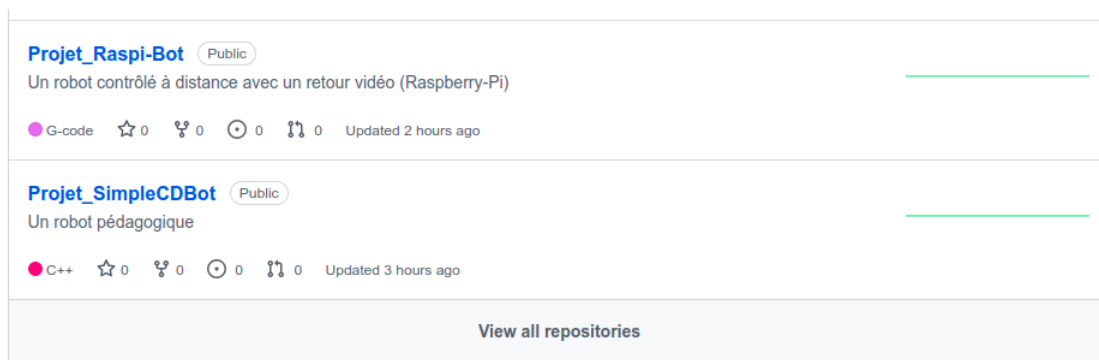 Projet_Raspi-Bot Public
Un robot contrôlé à distance avec un retour vidéo (Raspberry-Pi)
G-code 0 0 0 0 Updated 2 hours ago
Projet_SimpleCDBot Public
Un robot pédagogique
C++ 0 0 0 0 Updated 3 hours ago
View all repositories